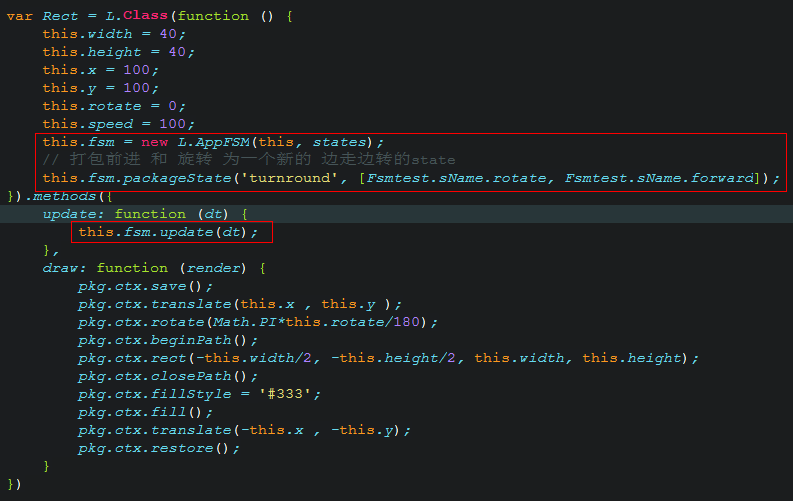 var Rect = L.Class(function () {
    this.width = 40;
    this.height = 40;
    this.x = 100;
    this.y = 100;
    this.rotate = 0;
    this.speed = 100;
    this.fsm = new L.AppFSM(this, states);
    // 打包前进 和 旋转 为一个新的 边走边转的state
    this.fsm.packageState('turnround', [Fsmtest.sName.rotate, Fsmtest.sName.forward]);
}).methods({
    update: function (dt) {
        this.fsm.update(dt);
    },
    draw: function (render) {
        pkg.ctx.save();
        pkg.ctx.translate(this.x , this.y );
        pkg.ctx.rotate(Math.PI*this.rotate/180);
        pkg.ctx.beginPath();
        pkg.ctx.rect(-this.width/2, -this.height/2, this.width, this.height);
        pkg.ctx.closePath();
        pkg.ctx.fillStyle = '#333';
        pkg.ctx.fill();
        pkg.ctx.translate(-this.x , -this.y);
        pkg.ctx.restore();
    }
})